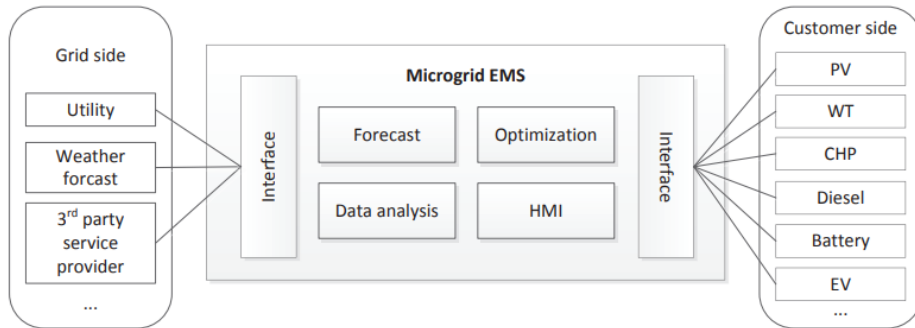 Grid side
Utility
Weather
forcast
3rd party
service
provider
...
Microgrid EMS
Interface
Forecast
Optimization
Data analysis
HMI
Interface
Customer side
PV
WT
CHP
Diesel
Battery
EV
...